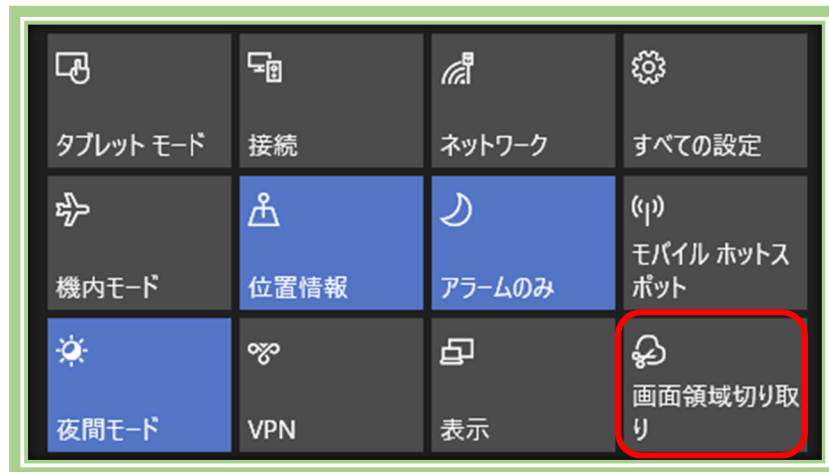 タブレット モード
接続
ネットワーク
すべての設定
機内モード
位置情報
アラームのみ
モバイル ホットス
ポット
夜間モード
VPN
表示
画面領域切り取
り